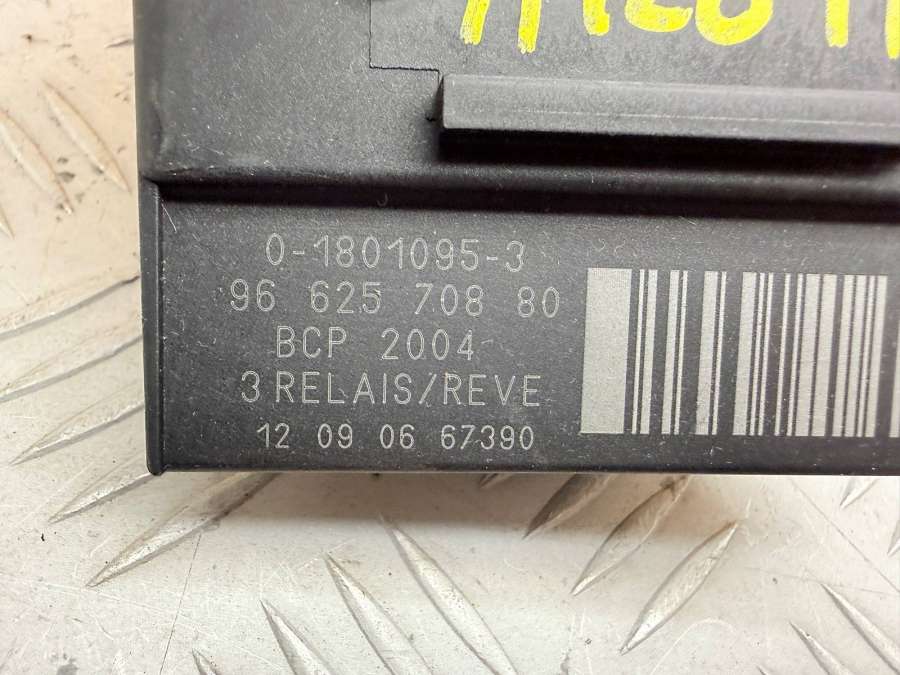 0-1801095-3
96 625 708 80
BCP 2004
3 RELAIS/REVE
12 09 06 67390